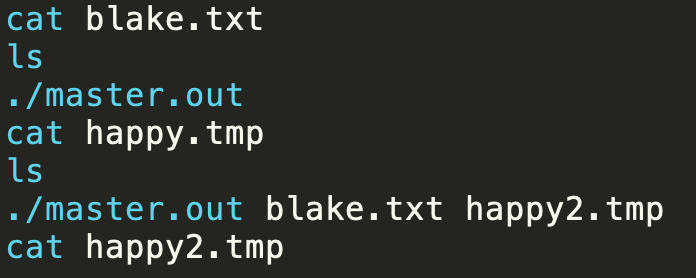 cat blake.txt
ls
./master.out
cat happy.tmp
ls
./master.out blake.txt happy2.tmp
cat happy2.tmp